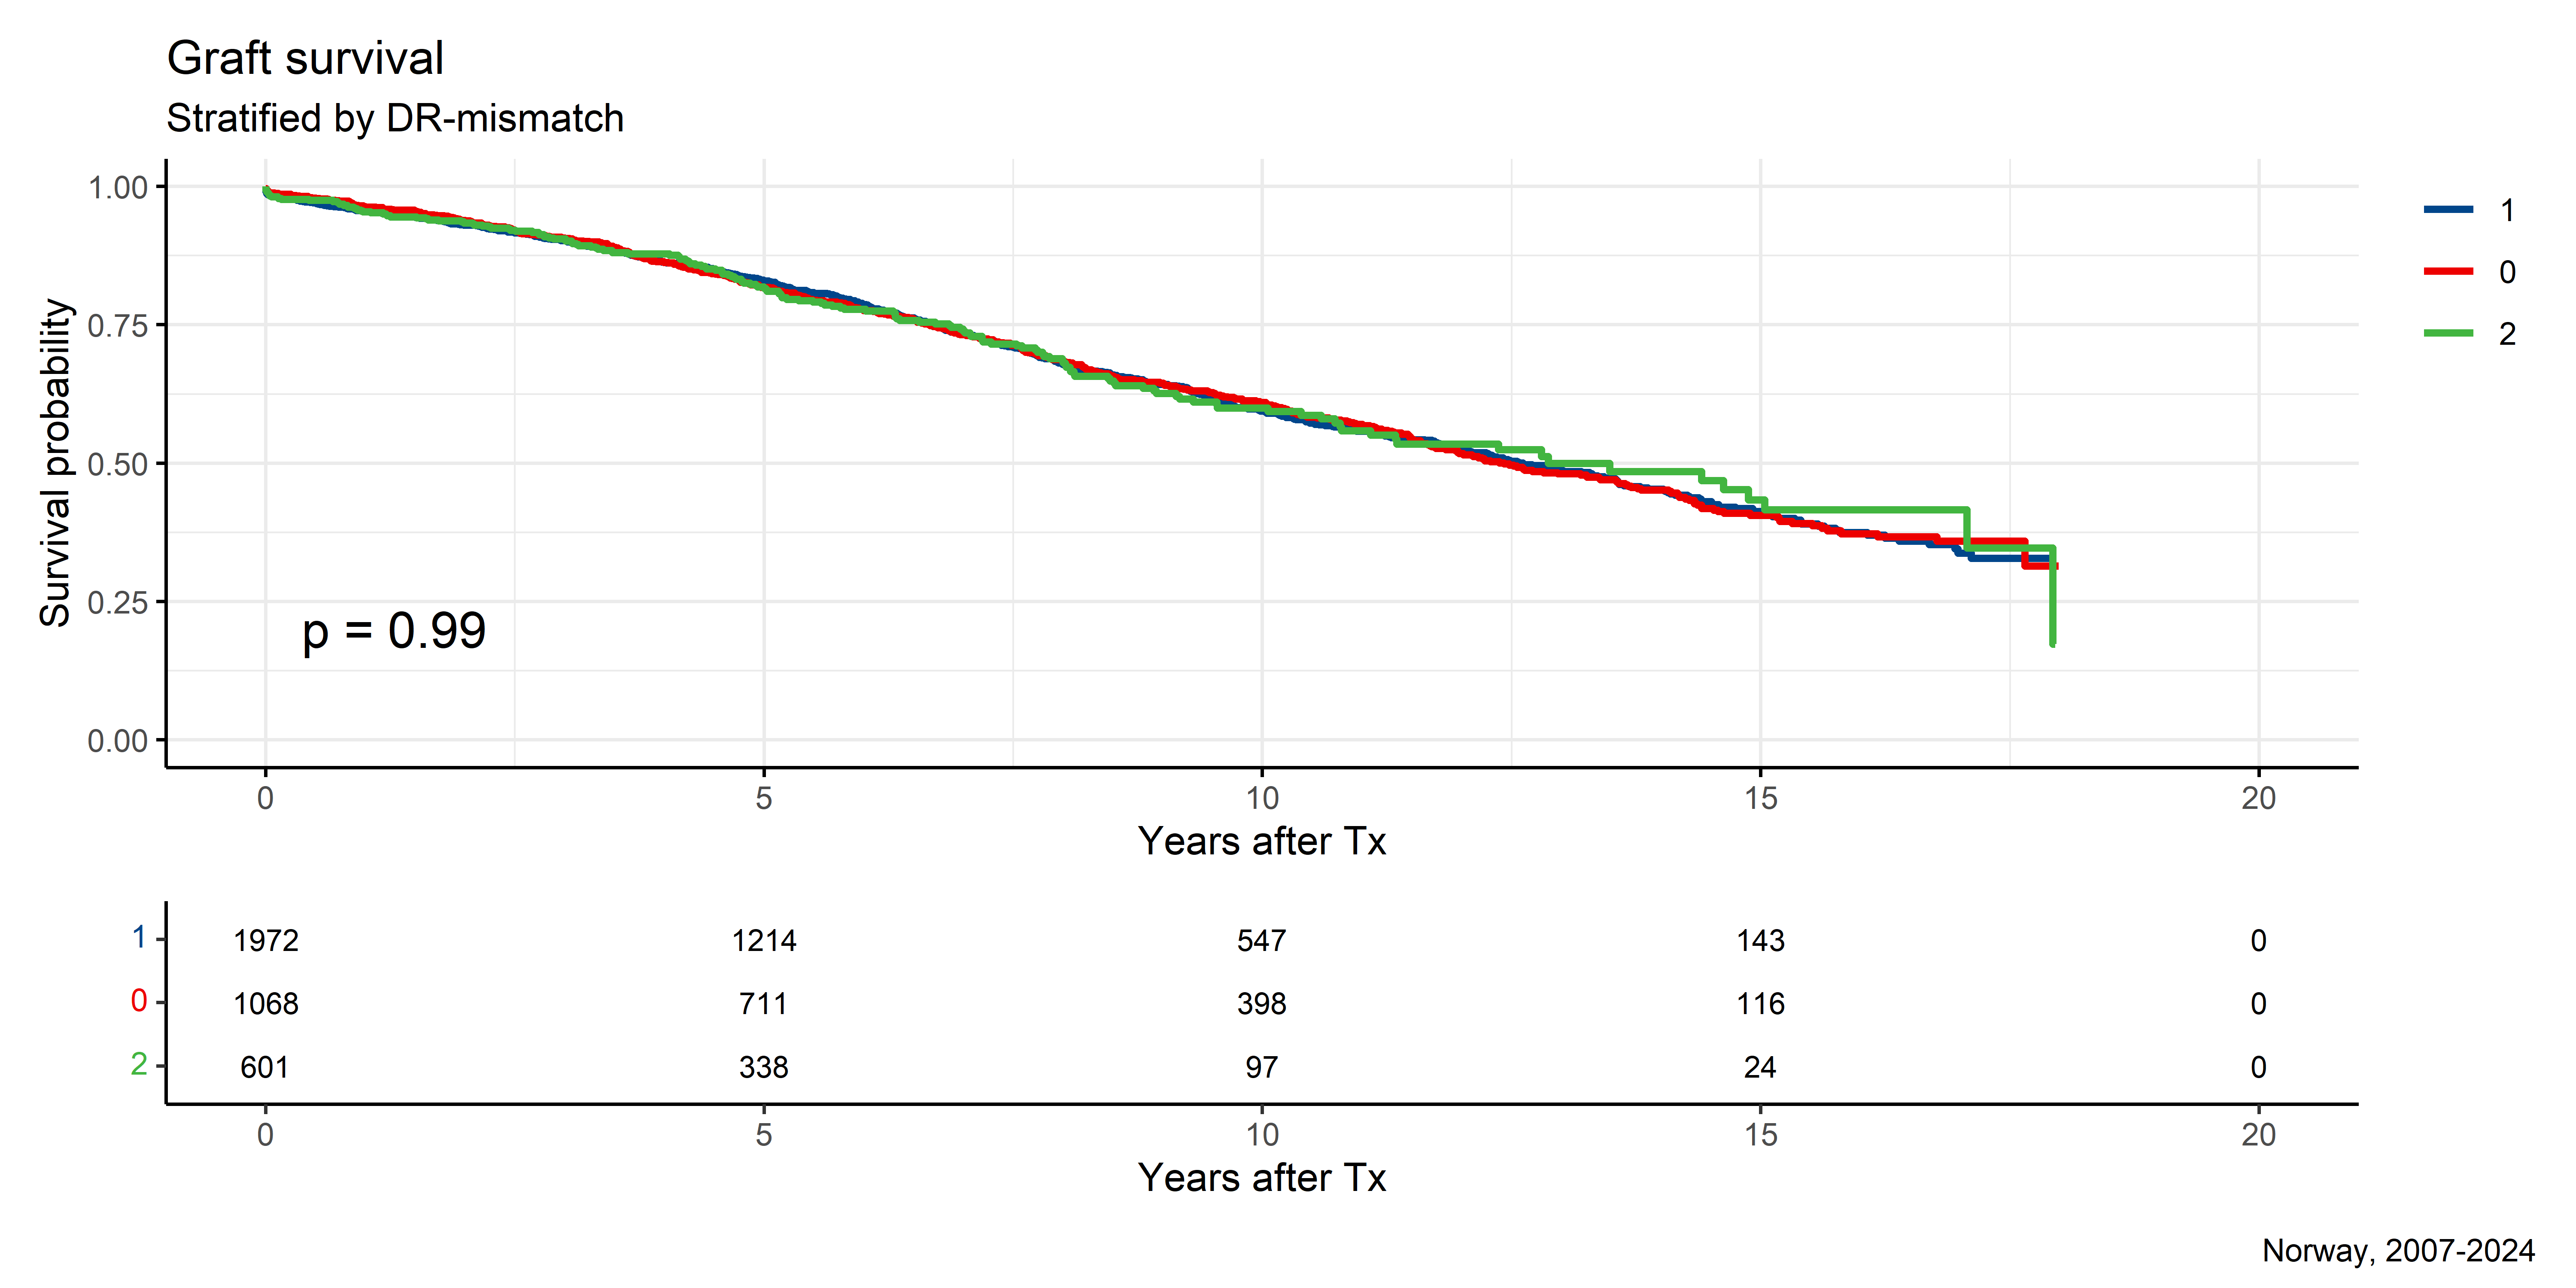 Graft survival
Stratified by DR-mismatch
1.00
0.75
0.50
0.25
0.00
Survival probability
p = 0.99
0 5 10 15 20
Years after Tx
1
0
2
1 1972 1214 547 143 0
0 1068 711 398 116 0
2 601 338 97 24 0
0 5 10 15 20
Years after Tx
Norway, 2007-2024